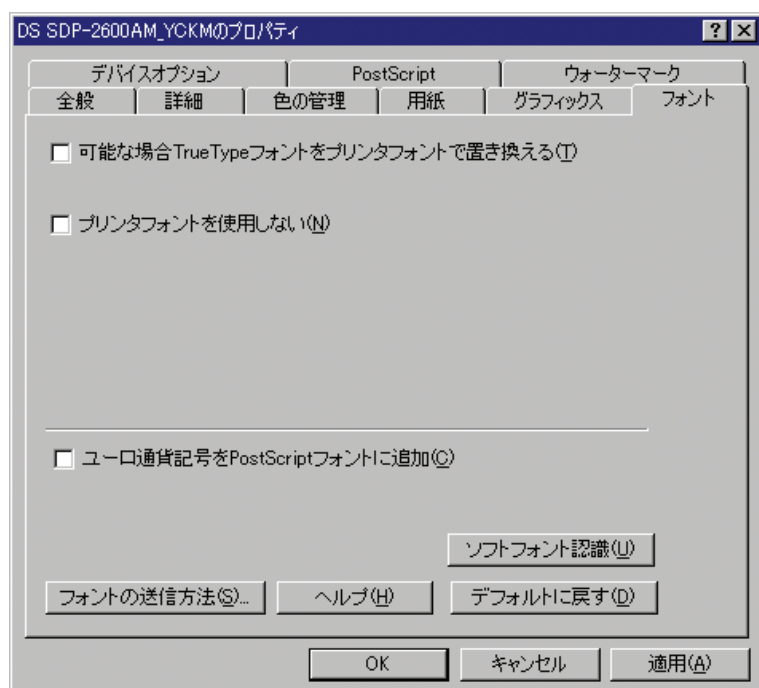 DS SDP-2600AM_YCKMのプロパティ
デバイスオプション PostScript ウォーターマーク
全般 詳細 色の管理 用紙 グラフィックス フォント
可能な場合TrueTypeフォントをプリンタフォントで置き換える(T)
プリンタフォントを使用しない(N)
ユーロ通貨記号をPostScriptフォントに追加(C)
ソフトフォント認識(U)
フォントの送信方法(S)... ヘルプ(H) デフォルトに戻す(D)
OK キャンセル 適用(A)